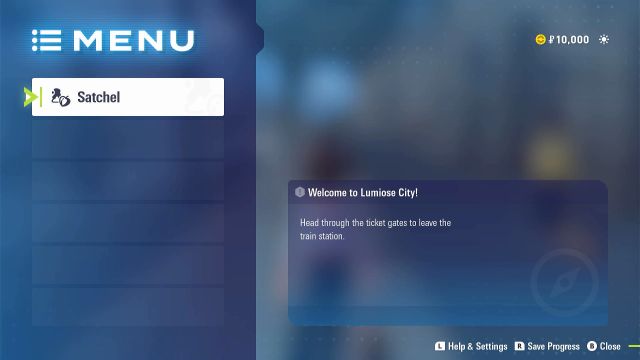 MENU
₽10,000
Satchel
Welcome to Lumiose City!
Head through the ticket gates to leave the
train station.
L Help & Settings R Save Progress B Close